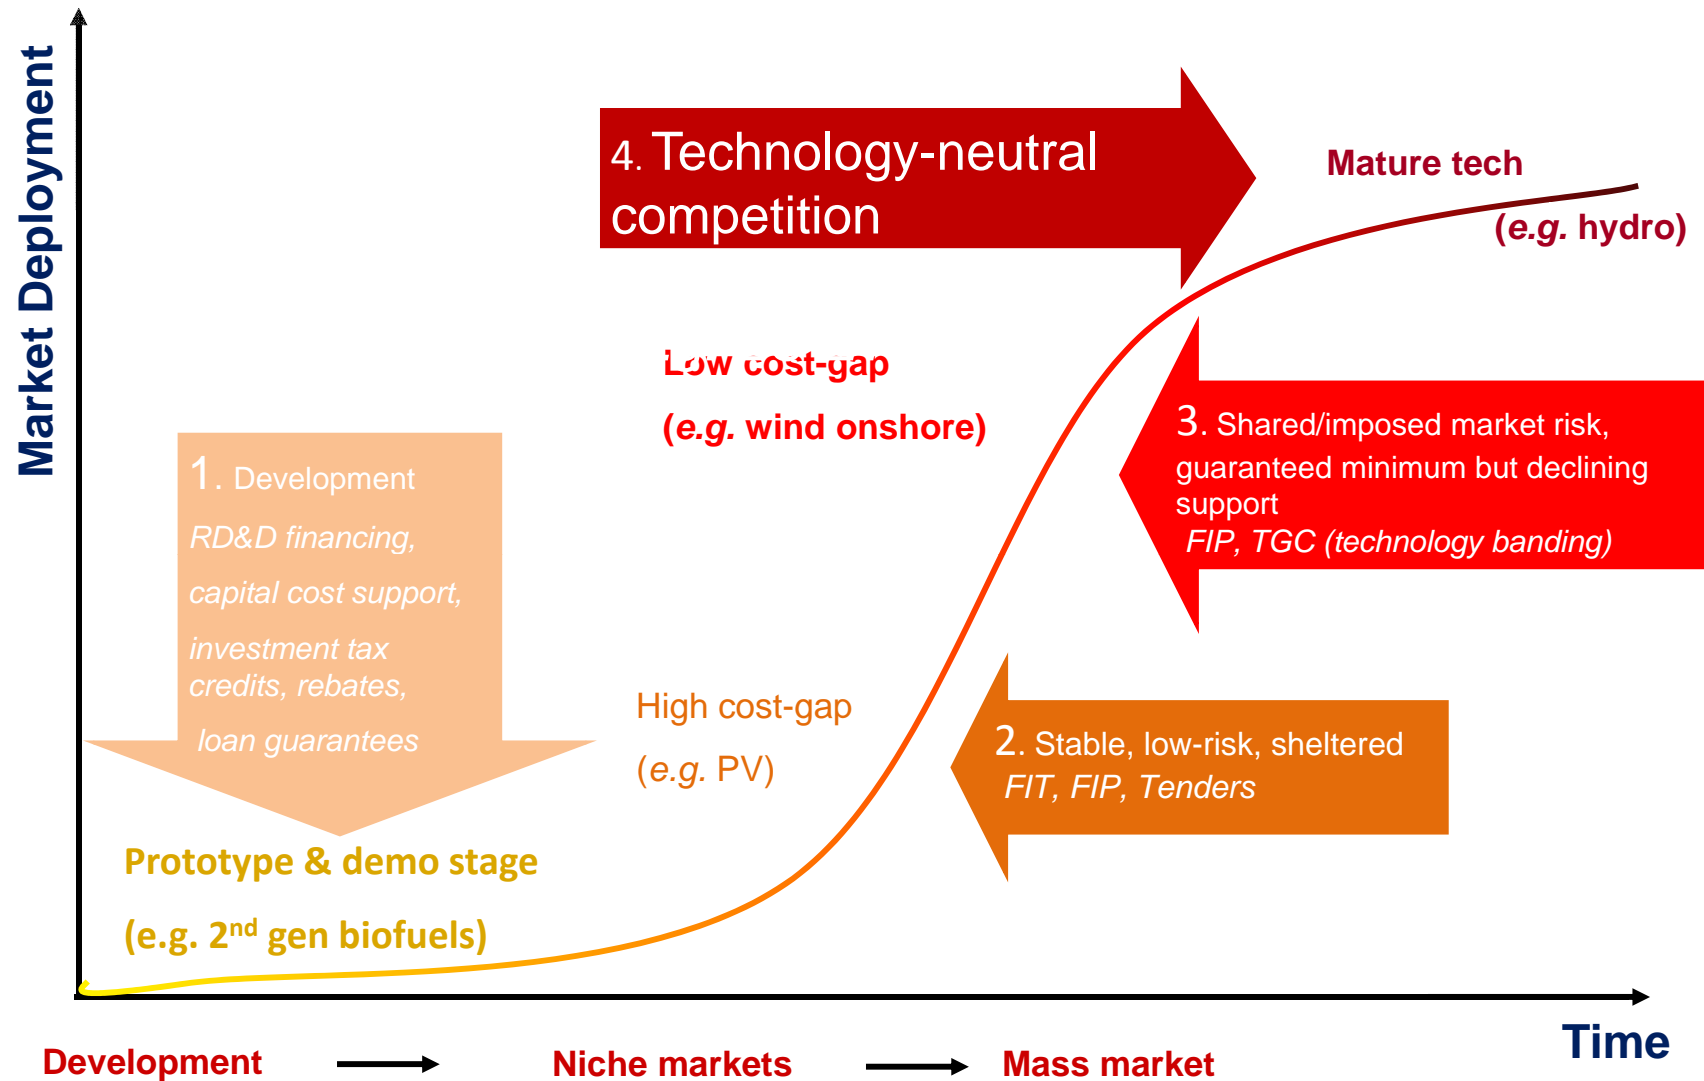 Market Deployment
4. Technology-neutral
competition
Mature tech
(e.g. hydro)
Low cost-gap
(e.g. wind onshore)
3. Shared/imposed market risk,
guaranteed minimum but declining
support
FIP, TGC (technology banding)
1. Development
RD&D financing,
capital cost support,
investment tax
credits, rebates,
loan guarantees
High cost-gap
(e.g. PV)
2. Stable, low-risk, sheltered
FIT, FIP, Tenders
Prototype & demo stage
(e.g. 2nd gen biofuels)
Time
Development
Niche markets
Mass market